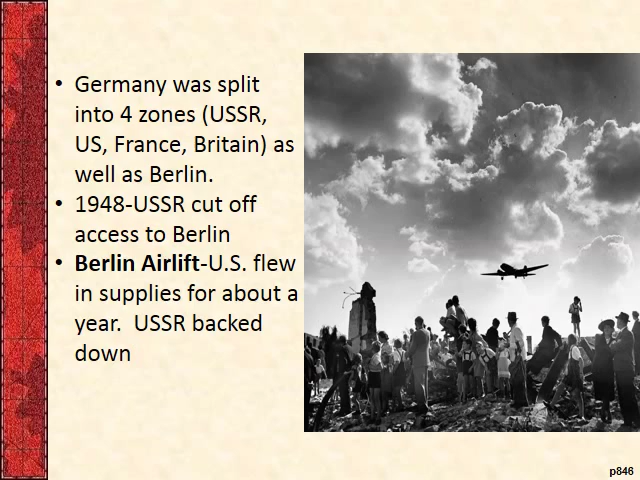 • Germany was split
into 4 zones (USSR,
US, France, Britain) as
well as Berlin.
• 1948-USSR cut off
access to Berlin
• Berlin Airlift-U.S. flew
in supplies for about a
year.  USSR backed
down
p846